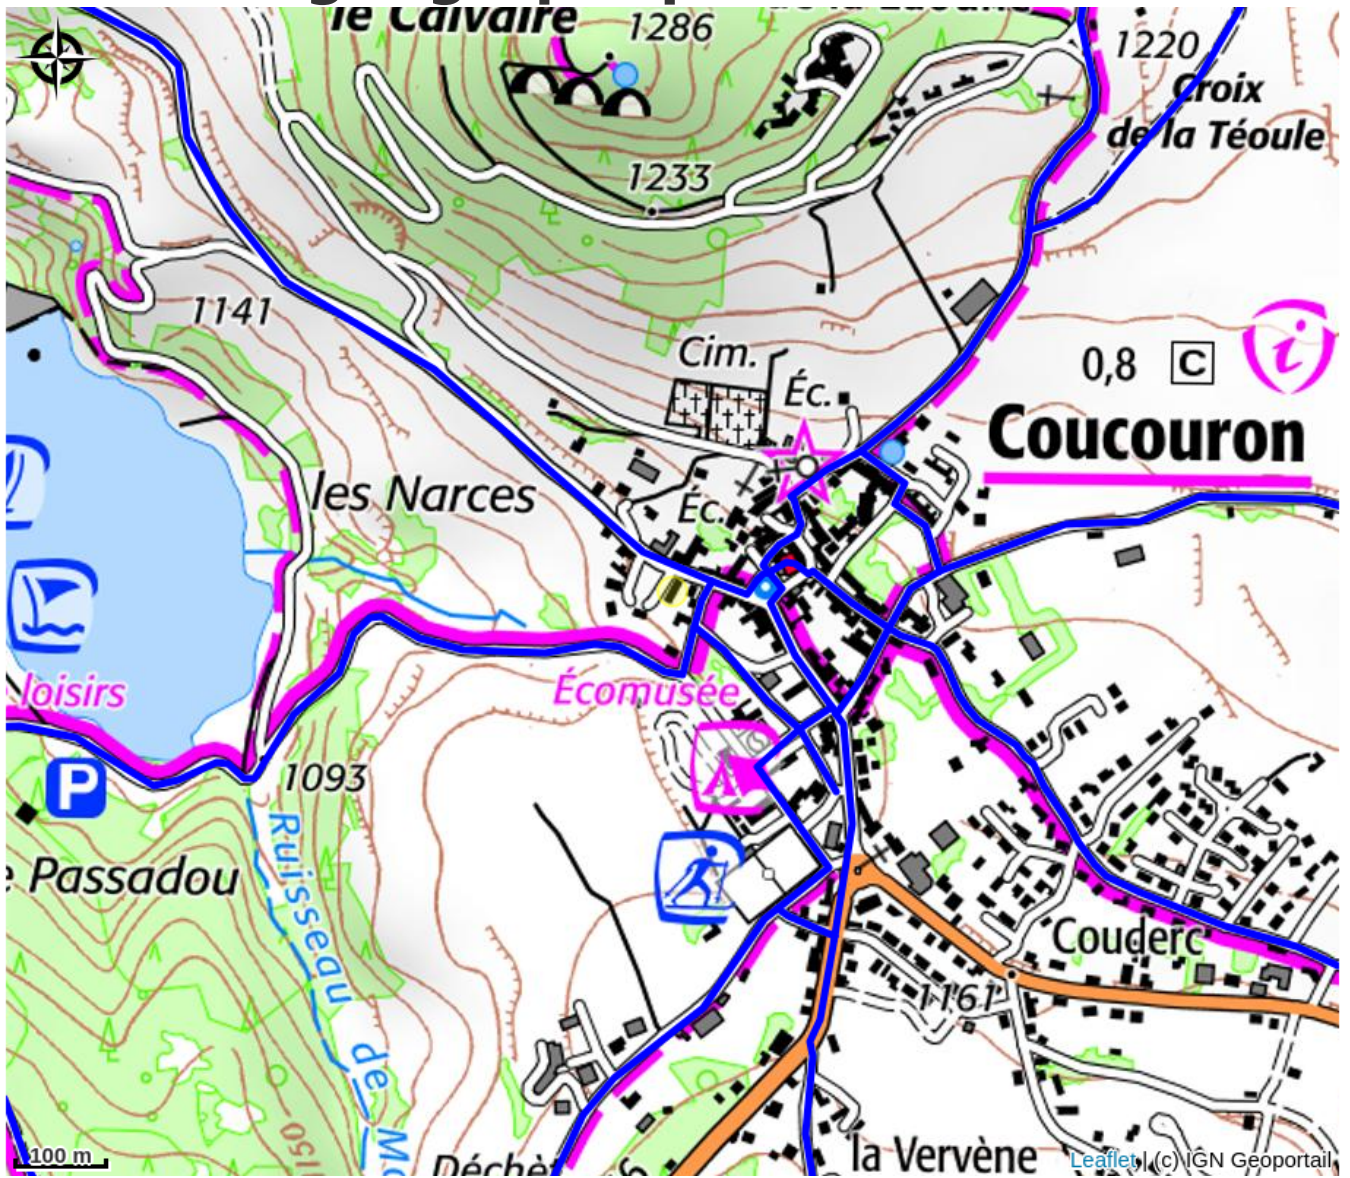 le Calvaire
1286
1220
Croix
de la Téoule
1233
1141
Cim.
0,8 C
Éc.
Coucouron
les Narces
Éc.
loisirs
Écomusée
P
1093
Passadou
Ruisseau de
Couderc
1161
1150
la Vervène
100 m
Leaflet | (c) IGN Geoportail